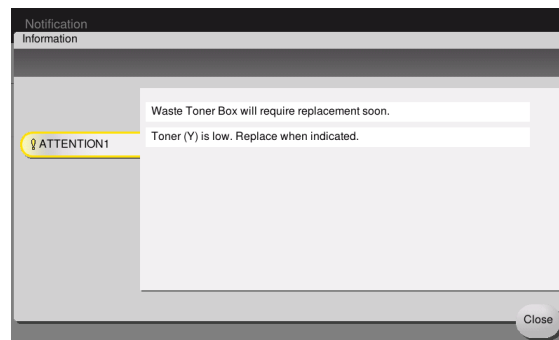 Notification
Information
Waste Toner Box will require replacement soon.
ATTENTION1
Toner (Y) is low. Replace when indicated.
Close